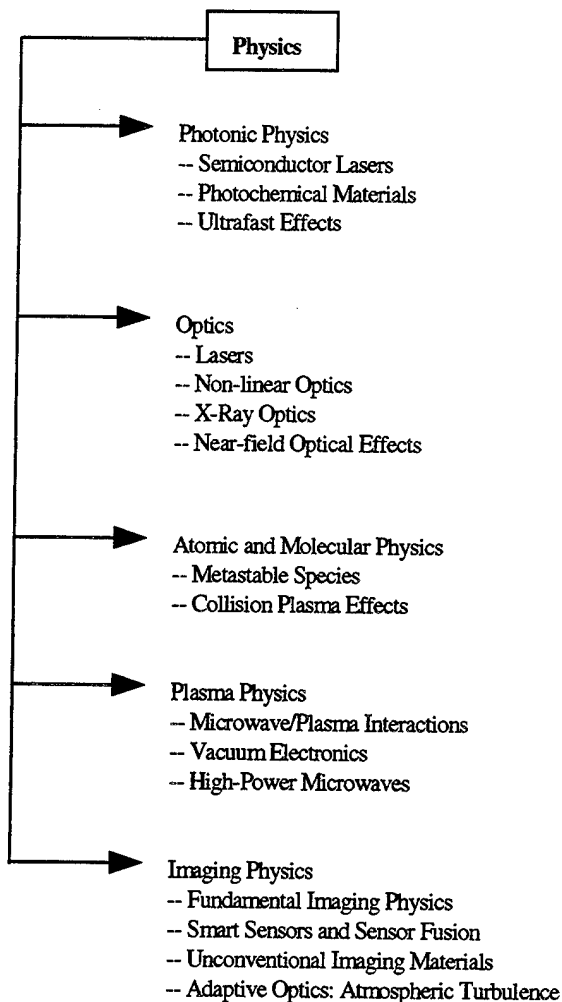 Physics
Photonic Physics
-- Semiconductor Lasers
-- Photochemical Materials
-- Ultrafast Effects
Optics
-- Lasers
-- Non-linear Optics
-- X-Ray Optics
-- Near-field Optical Effects
Atomic and Molecular Physics
-- Metastable Species
-- Collision Plasma Effects
Plasma Physics
-- Microwave/Plasma Interactions
-- Vacuum Electronics
-- High-Power Microwaves
Imaging Physics
-- Fundamental Imaging Physics
-- Smart Sensors and Sensor Fusion
-- Unconventional Imaging Materials
-- Adaptive Optics: Atmospheric Turbulence